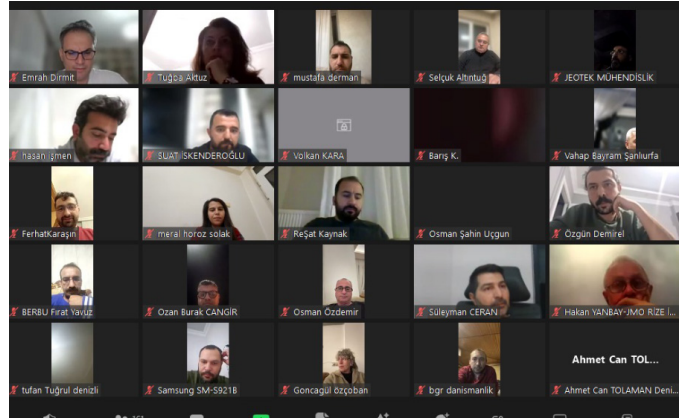 Emrah Dirmit
Tuğba Aktuz
mustafa derman
Selçuk Altıntuğ
JEOTEK MÜHENDİSLİK
hasan işmen
SUAT İSKENDEROĞLU
Volkan KARA
Barış K.
Vahap Bayram Şanlıurfa
FerhatKaraşın
meral horoz solak
ReŞat Kaynak
Osman Şahin Üçgun
Özgün Demirel
BERBU Fırat Yavuz
Ozan Burak CANGİR
Osman Özdemir
Süleyman CERAN
Hakan YANBAY-JMO RİZE İ...
Ahmet Can TOL...
tufan Tuğrul denizli
Samsung SM-S921B
Goncagül özçoban
bgr danismanlik
Ahmet Can TOLAMAN Deni...